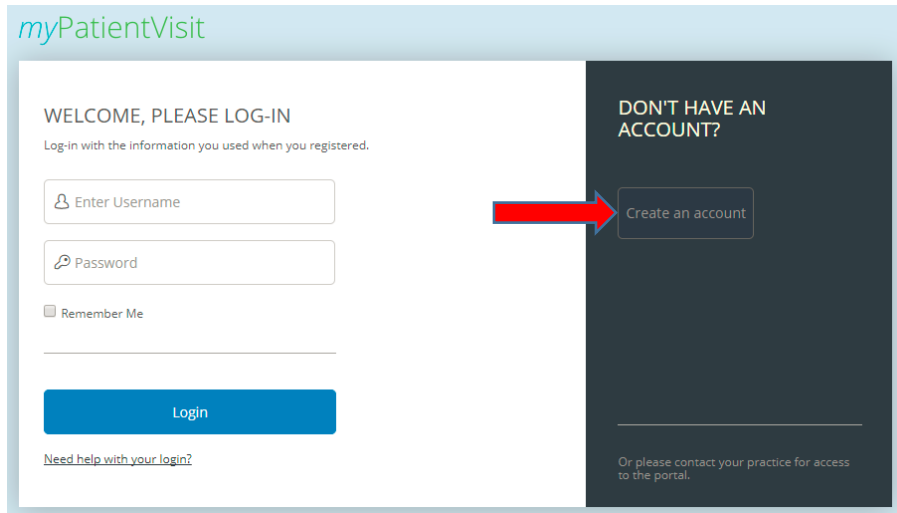 myPatientVisit
WELCOME, PLEASE LOG-IN
Log-in with the information you used when you registered.
Enter Username
Password
Remember Me
Login
Need help with your login?
DON'T HAVE AN
ACCOUNT?
Create an account
Or please contact your practice for access
to the portal.